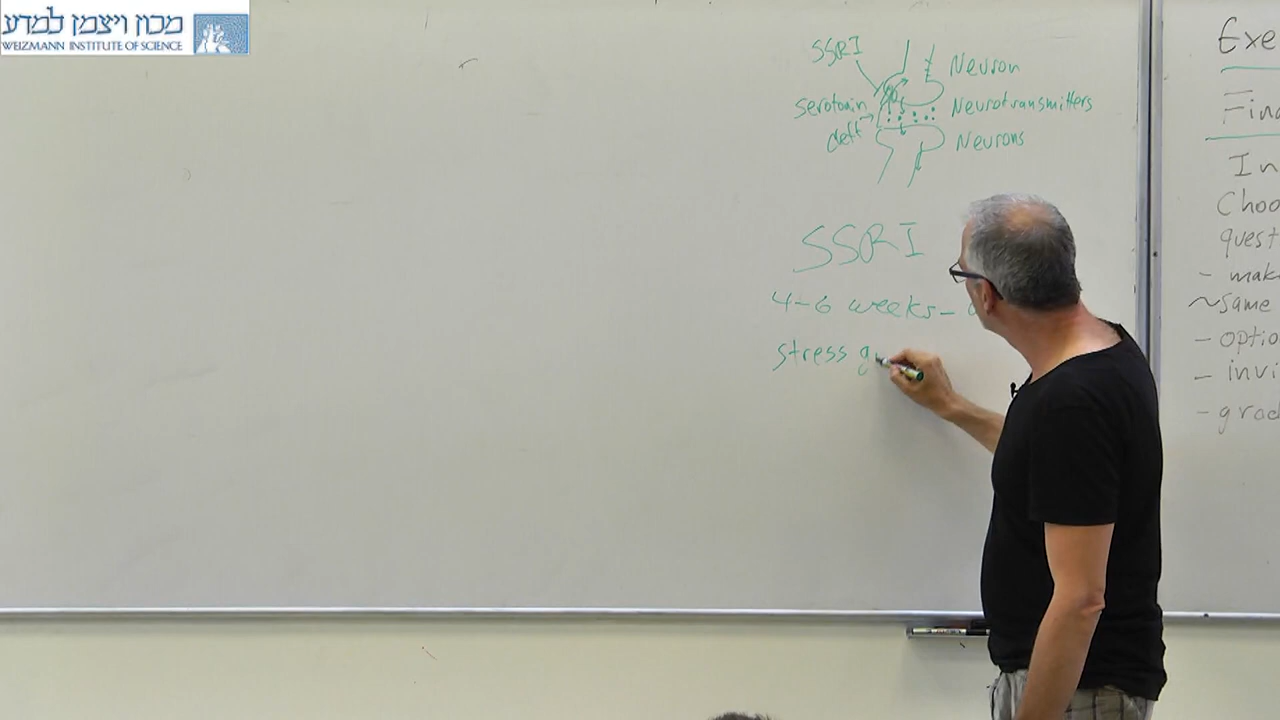 מכון ויצמן למדע
WEIZMANN INSTITUTE OF SCIENCE
SSRI
Neuron
serotonin
Neurotransmitters
cleft
Neurons
SSRI
4-6 weeks-
stress g
Exe
Fin
In
Choo
quest
- mak
~same
- optio
- invi
- grad